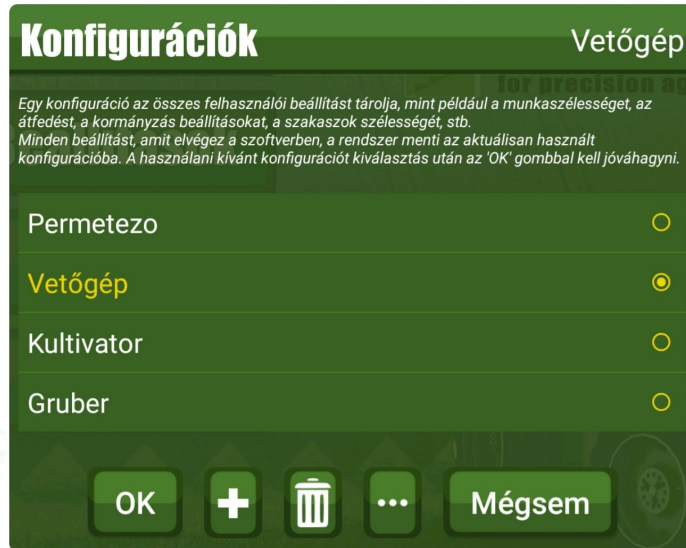 Konfigurációk
Vetőgép
for precision ag
Egy konfiguráció az összes felhasználói beállítást tárolja, mint például a munkaszélességet, az
átfedést, a kormányzás beállításokat, a szakaszok szélességét, stb.
Minden beállítást, amit elvégez a szoftverben, a rendszer menti az aktuálisan használt
konfigurációba. A használani kívánt konfigurációt kiválasztás után az 'OK' gombbal kell jóváhagyni.
Permetezo
Vetőgép
Kultivator
Gruber
OK
Mégsem